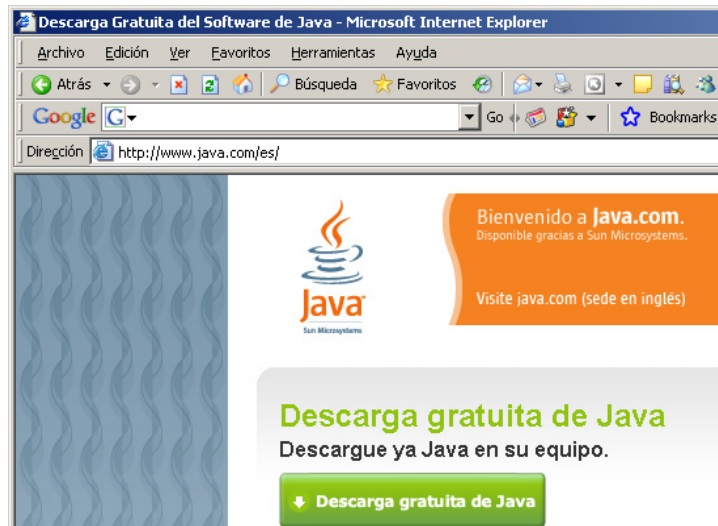 Descarga Gratuita del Software de Java - Microsoft Internet Explorer
Archivo Edición Ver Favoritos Herramientas Ayuda
Atrás Búsqueda Favoritos
Google G Go Bookmarks
Dirección http://www.java.com/es/
Bienvenido a Java.com.
Disponible gracias a Sun Microsystems.
Java
Visite java.com (sede en inglés)
Sun Microsystems
Descarga gratuita de Java
Descargue ya Java en su equipo.
Descarga gratuita de Java